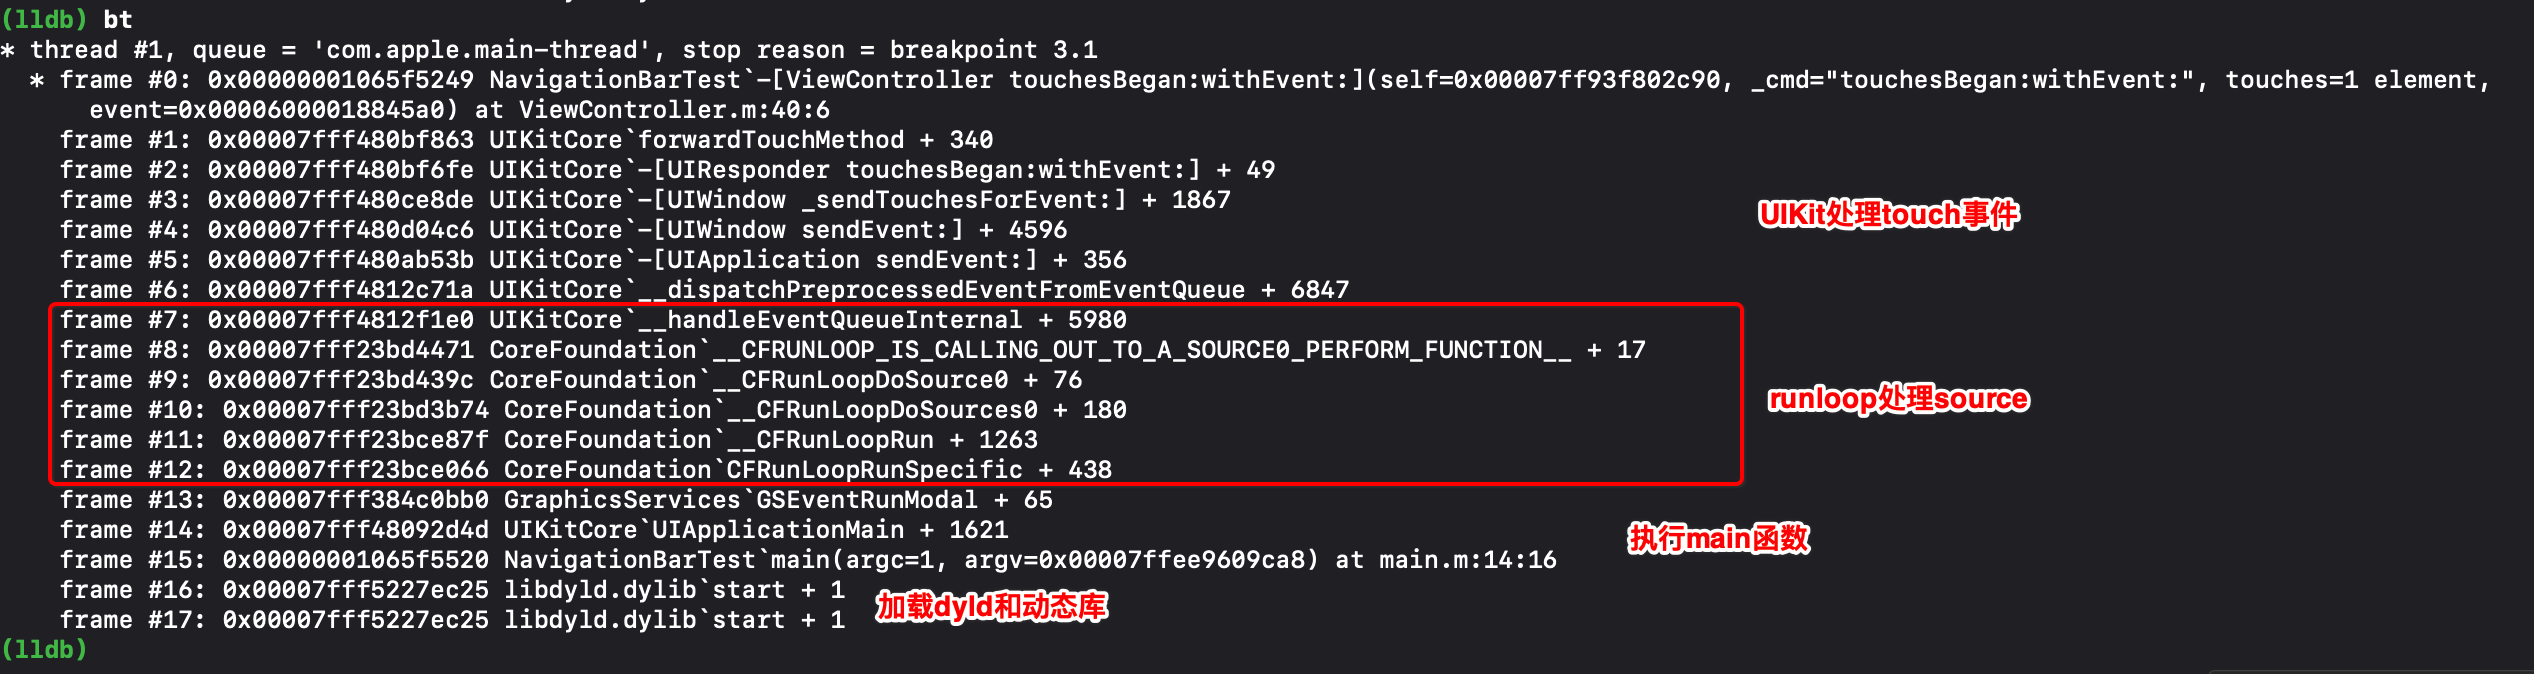 (lldb) bt
* thread #1, queue = 'com.apple.main-thread', stop reason = breakpoint 3.1
* frame #0: 0x00000001065f5249 NavigationBarTest`-[ViewController touchesBegan:withEvent:](self=0x00007ff93f802c90, _cmd="touchesBegan:withEvent:", touches=1 element,
event=0x00006000018845a0) at ViewController.m:40:6
frame #1: 0x00007fff480bf863 UIKitCore`forwardTouchMethod + 340
frame #2: 0x00007fff480bf6fe UIKitCore`-[UIResponder touchesBegan:withEvent:] + 49
frame #3: 0x00007fff480ce8de UIKitCore`-[UIWindow _sendTouchesForEvent:] + 1867
UIKit处理touch事件
frame #4: 0x00007fff480d04c6 UIKitCore`-[UIWindow sendEvent:] + 4596
frame #5: 0x00007fff480ab53b UIKitCore`-[UIApplication sendEvent:] + 356
frame #6: 0x00007fff4812c71a UIKitCore`__dispatchPreprocessedEventFromEventQueue + 6847
frame #7: 0x00007fff4812f1e0 UIKitCore`__handleEventQueueInternal + 5980
frame #8: 0x00007fff23bd4471 CoreFoundation`__CFRUNLOOP_IS_CALLING_OUT_TO_A_SOURCE0_PERFORM_FUNCTION__ + 17
frame #9: 0x00007fff23bd439c CoreFoundation`__CFRunLoopDoSource0 + 76
runloop处理source
frame #10: 0x00007fff23bd3b74 CoreFoundation`__CFRunLoopDoSources0 + 180
frame #11: 0x00007fff23bce87f CoreFoundation`__CFRunLoopRun + 1263
frame #12: 0x00007fff23bce066 CoreFoundation`CFRunLoopRunSpecific + 438
frame #13: 0x00007fff384c0bb0 GraphicsServices`GSEventRunModal + 65
frame #14: 0x00007fff48092d4d UIKitCore`UIApplicationMain + 1621
执行main函数
frame #15: 0x00000001065f5520 NavigationBarTest`main(argc=1, argv=0x00007ffee9609ca8) at main.m:14:16
frame #16: 0x00007fff5227ec25 libdyld.dylib`start + 1
加载dyld和动态库
frame #17: 0x00007fff5227ec25 libdyld.dylib`start + 1
(lldb)